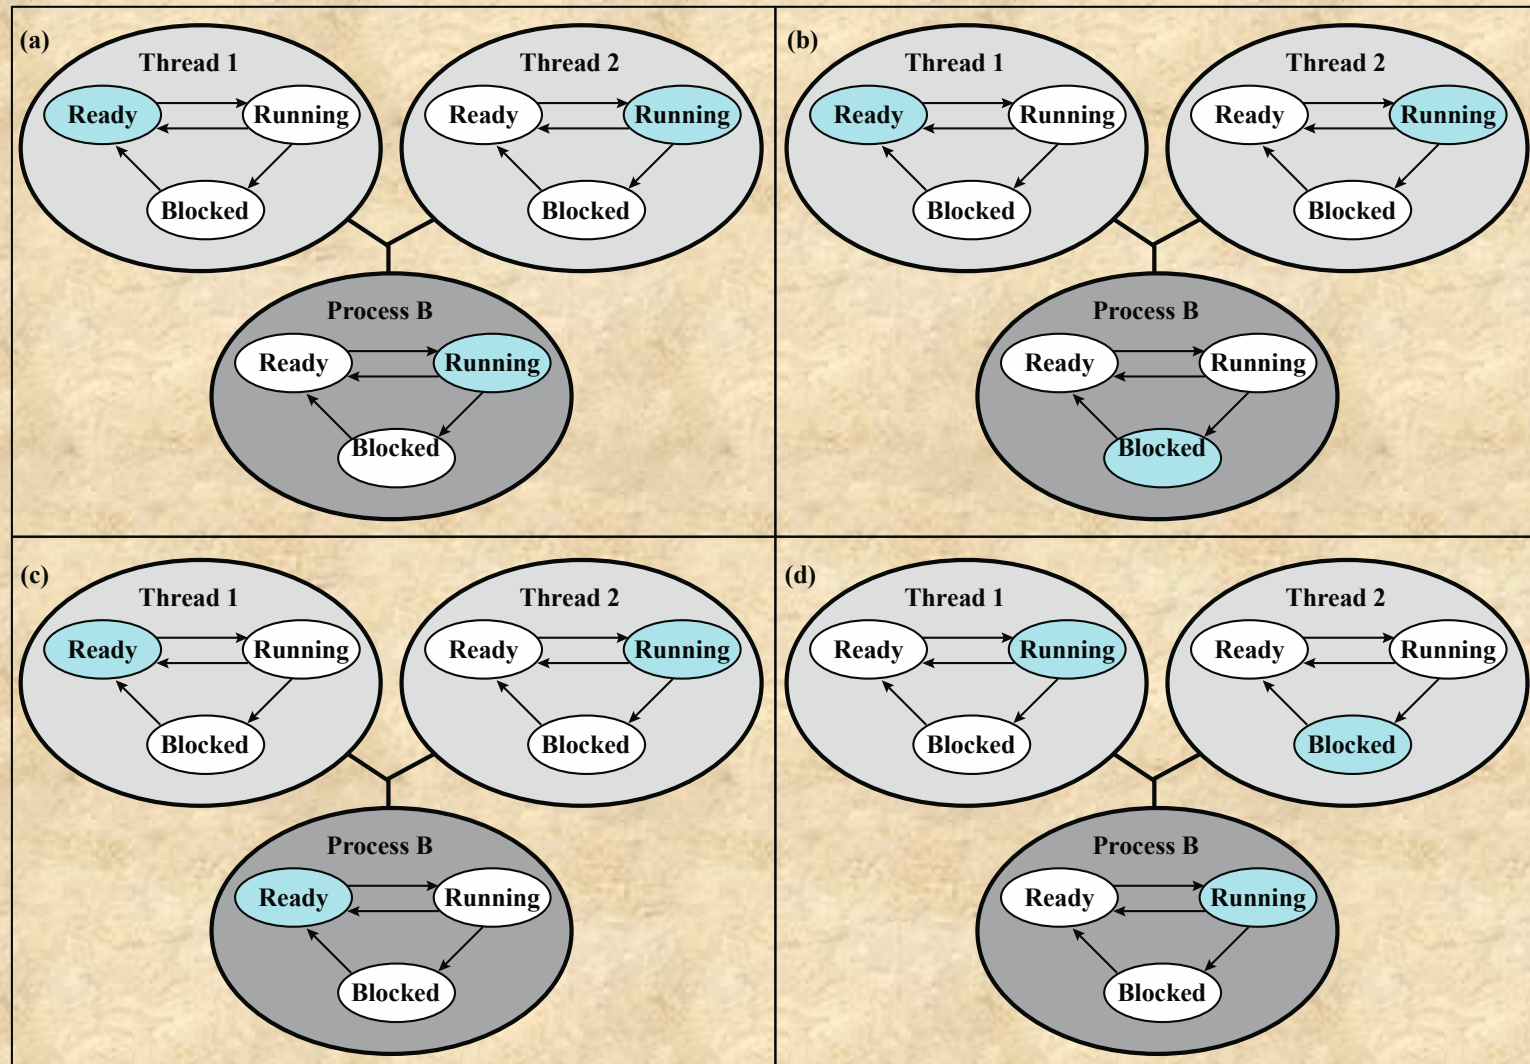 (a)
Thread 1
Ready Running
Blocked
Thread 2
Ready Running
Blocked
Process B
Ready Running
Blocked
(b)
Thread 1
Ready Running
Blocked
Thread 2
Ready Running
Blocked
Process B
Ready Running
Blocked
(c)
Thread 1
Ready Running
Blocked
Thread 2
Ready Running
Blocked
Process B
Ready Running
Blocked
(d)
Thread 1
Ready Running
Blocked
Thread 2
Ready Running
Blocked
Process B
Ready Running
Blocked